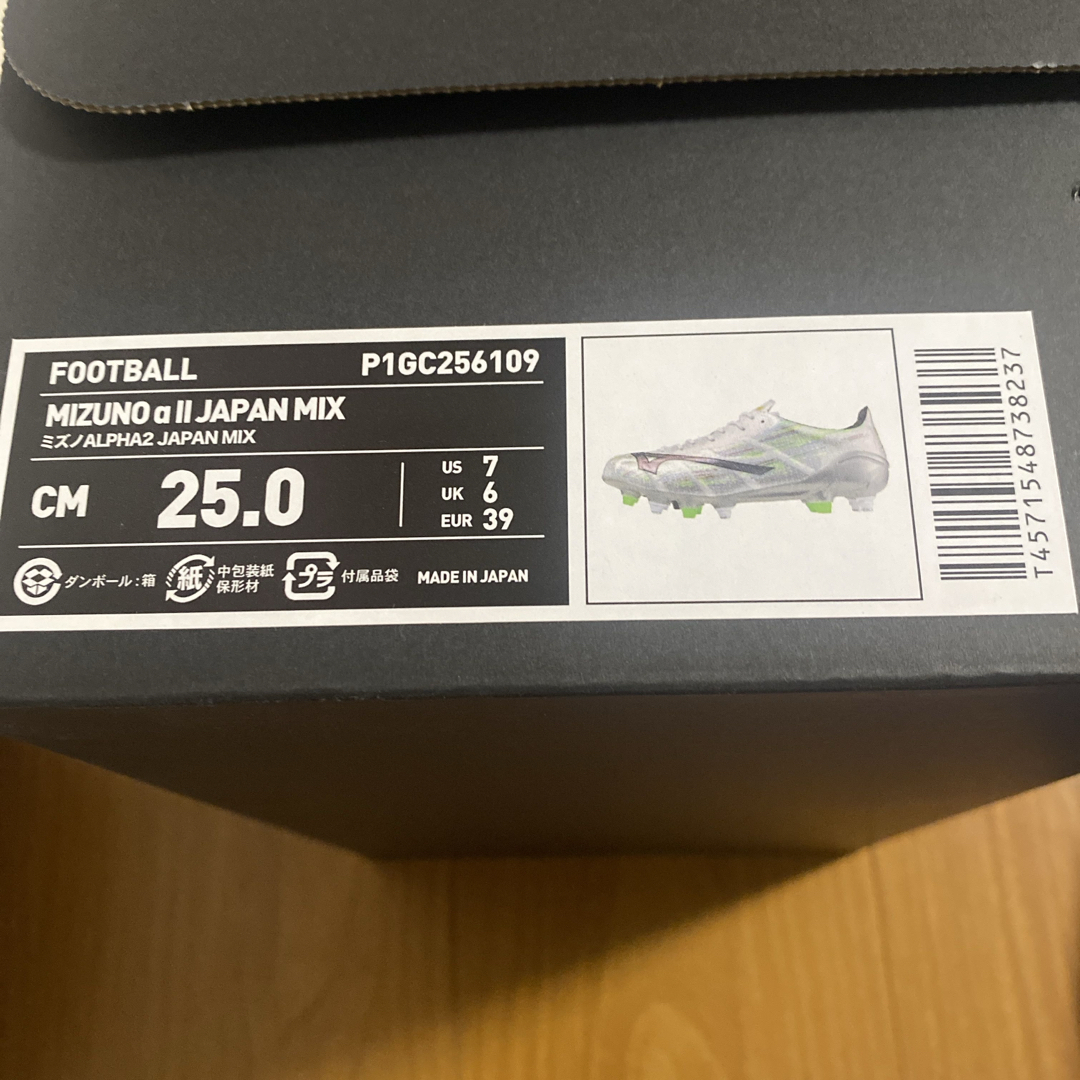 FOOTBALL P1GC256109
MIZUNO α II JAPAN MIX
ミズノALPHA2 JAPAN MIX
CM 25.0
US 7
UK 6
EUR 39
ダンボール:箱
紙 中包装紙
保形材
プラ 付属品袋
MADE IN JAPAN
T4571548738237